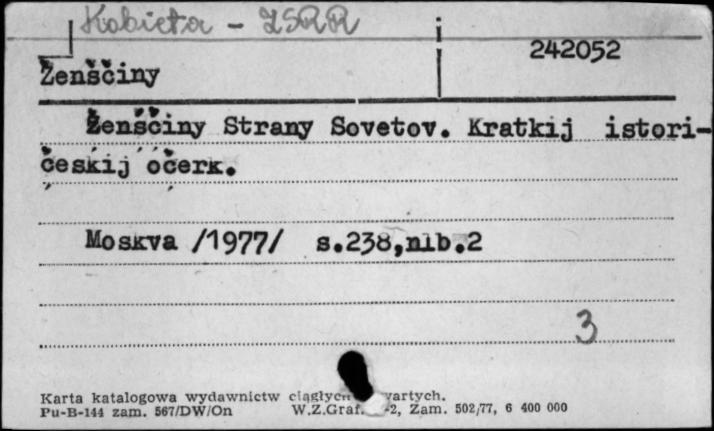 Kobieta - ZSRR
242052
Ženščiny
Ženščiny Strany Sovetov. Kratkij istori-
českij očerk.
Moskva /1977/ s.238,nlb.2
3
Karta katalogowa wydawnictw
Pu-B-144 zam. 567/DW/On W.Z.Graf. -2, Zam. 502/77, 6 400 000